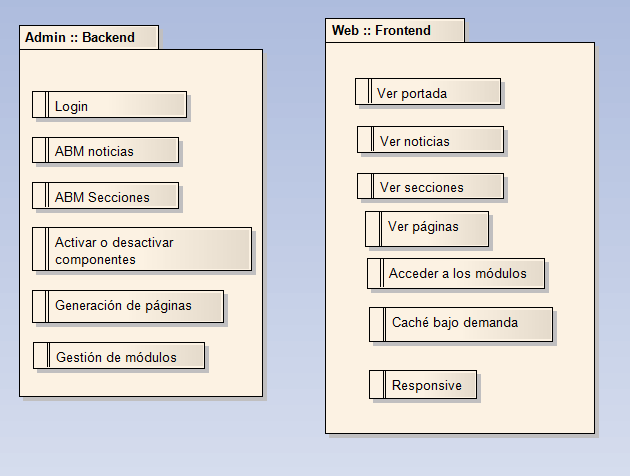 Admin :: Backend
Login
ABM noticias
ABM Secciones
Activar o desactivar
componentes
Generación de páginas
Gestión de módulos
Web :: Frontend
Ver portada
Ver noticias
Ver secciones
Ver páginas
Acceder a los módulos
Caché bajo demanda
Responsive